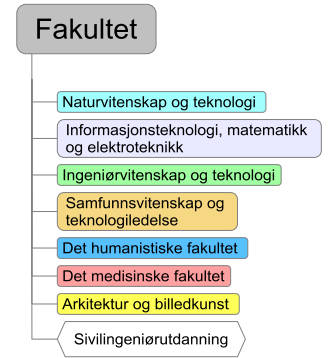 Fakultet
Naturvitenskap og teknologi
Informasjonsteknologi, matematikk
og elektroteknikk
Ingeniørvitenskap og teknologi
Samfunnsvitenskap og
teknologiledelse
Det humanistiske fakultet
Det medisinske fakultet
Arkitektur og billedkunst
Sivilingeniørutdanning